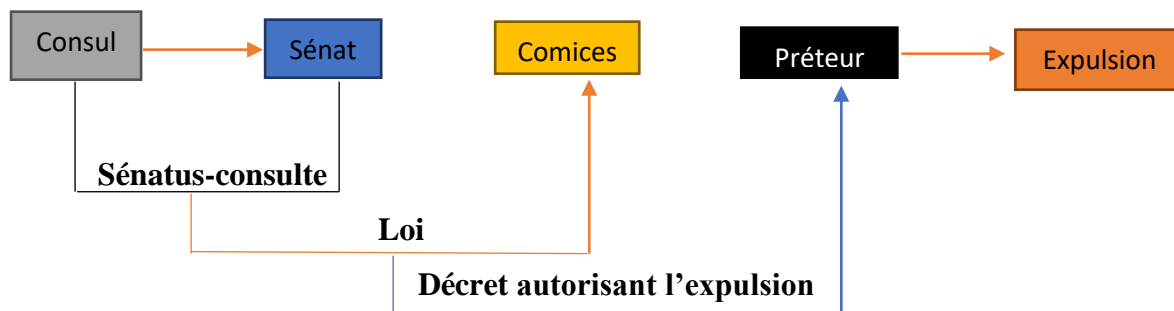 Consul
Sénat
Comices
Préteur
Expulsion
Sénatus-consulte
Loi
Décret autorisant l’expulsion